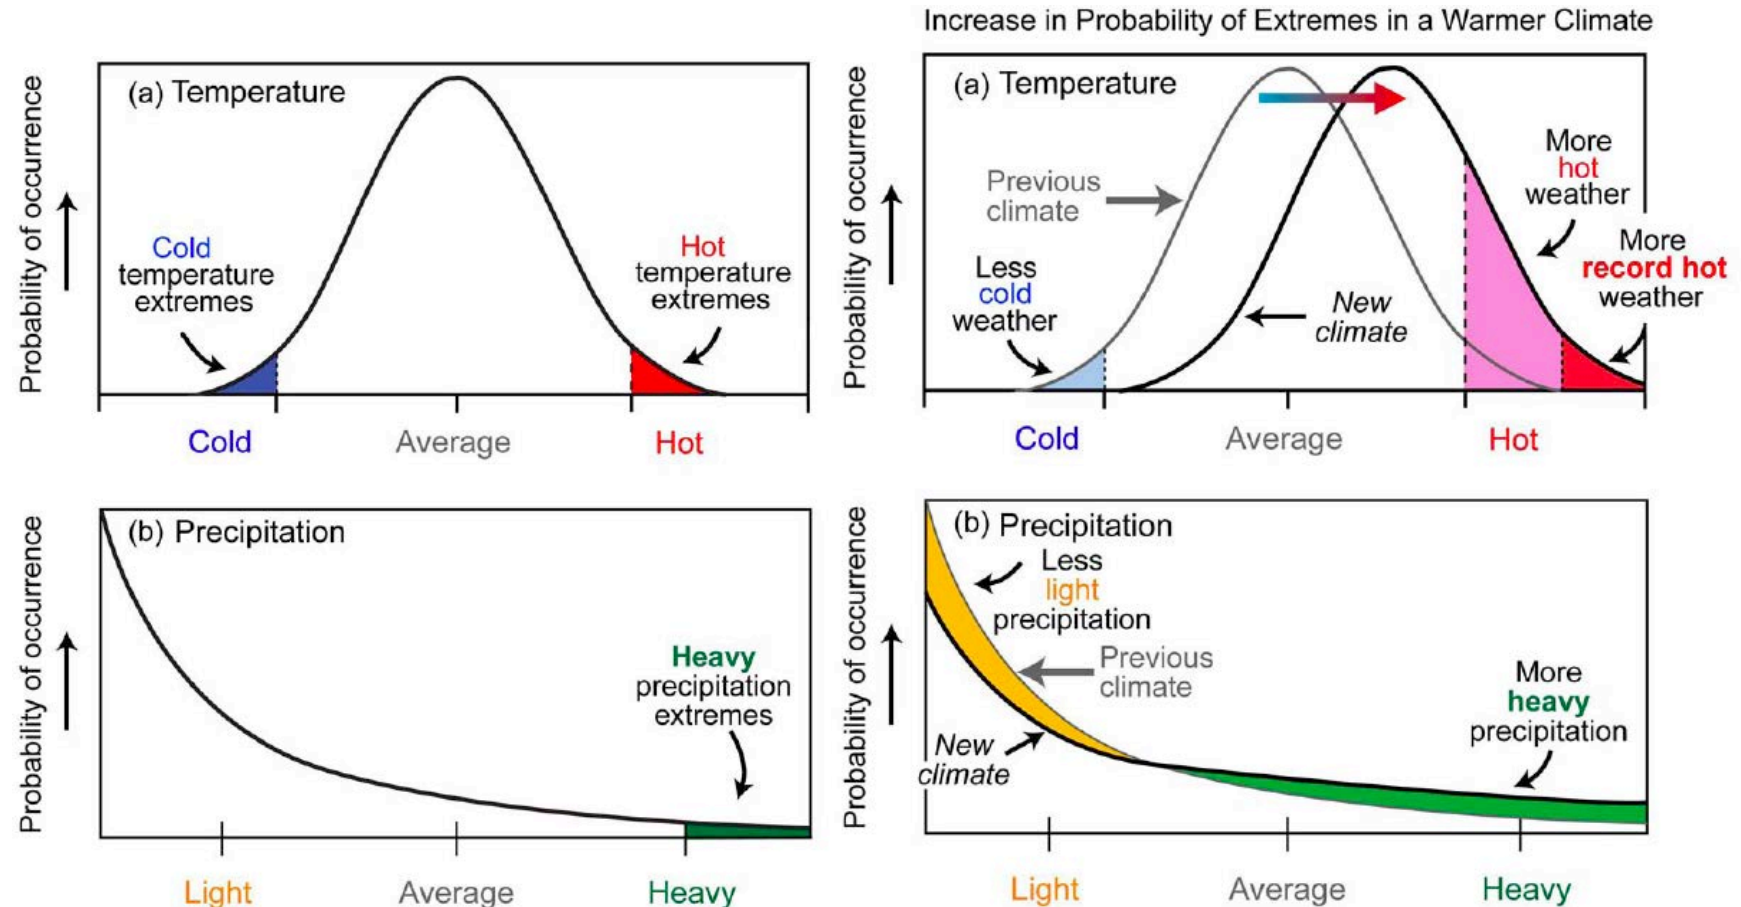 Increase in Probability of Extremes in a Warmer Climate
(a) Temperature
Probability of occurrence
Cold
temperature
extremes
Hot
temperature
extremes
Cold
Average
Hot
(a) Temperature
Probability of occurrence
Previous
climate
Less
cold
weather
New
climate
More
hot
weather
More
record hot
weather
Cold
Average
Hot
(b) Precipitation
Probability of occurrence
Heavy
precipitation
extremes
Light
Average
Heavy
(b) Precipitation
Probability of occurrence
Less
light
precipitation
Previous
climate
New
climate
More
heavy
precipitation
Light
Average
Heavy